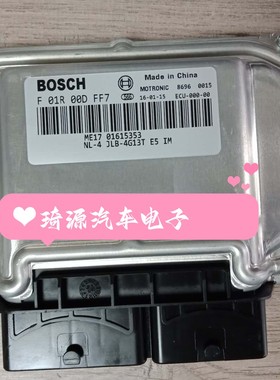 BOSCH
Made in China
F 01R 00D FF7
MOTRONIC 8696 0015
16-01-15 ECU-000-00
ME17 01615353
NL-4 JLB-4G13T E5 IM
琦源汽车电子